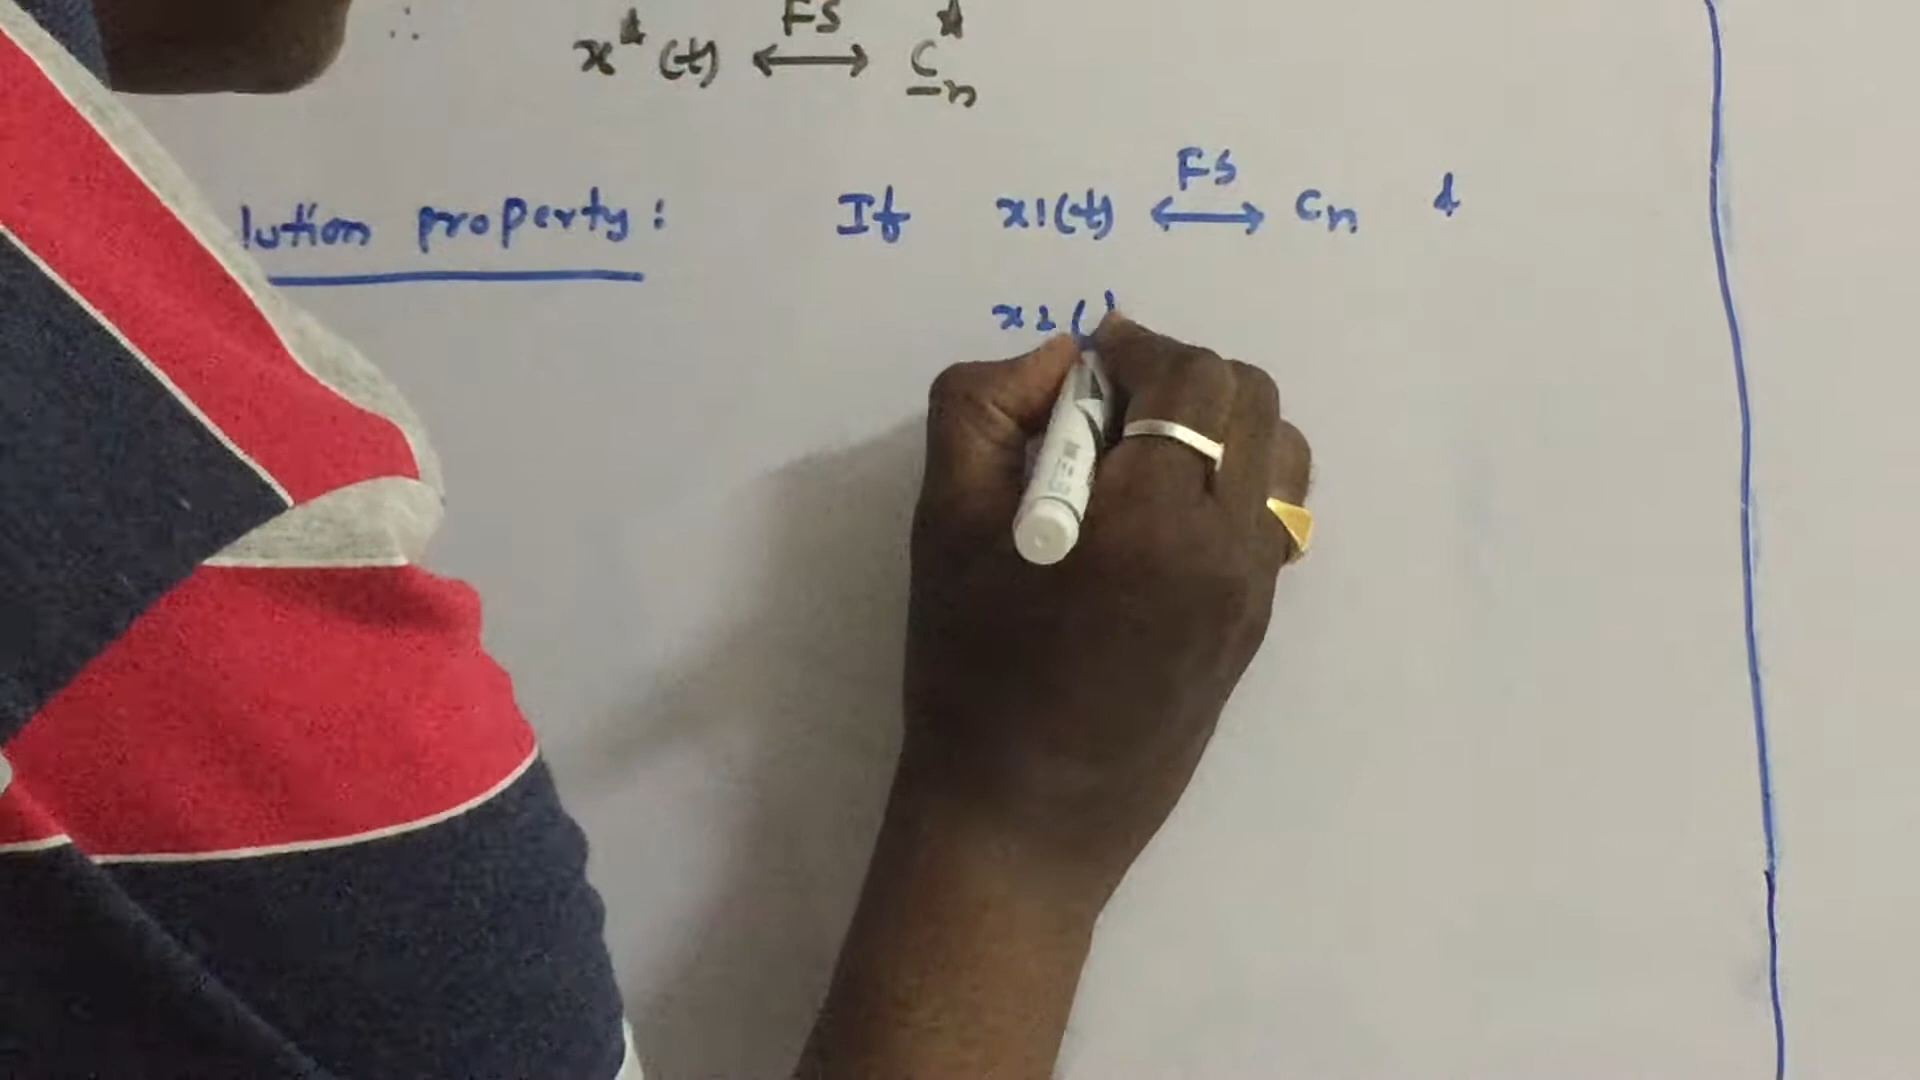 ∴ x*(t) ⟷ C*₋n
FS
lution property: If x1(t) ⟷ cn &
FS
x2(